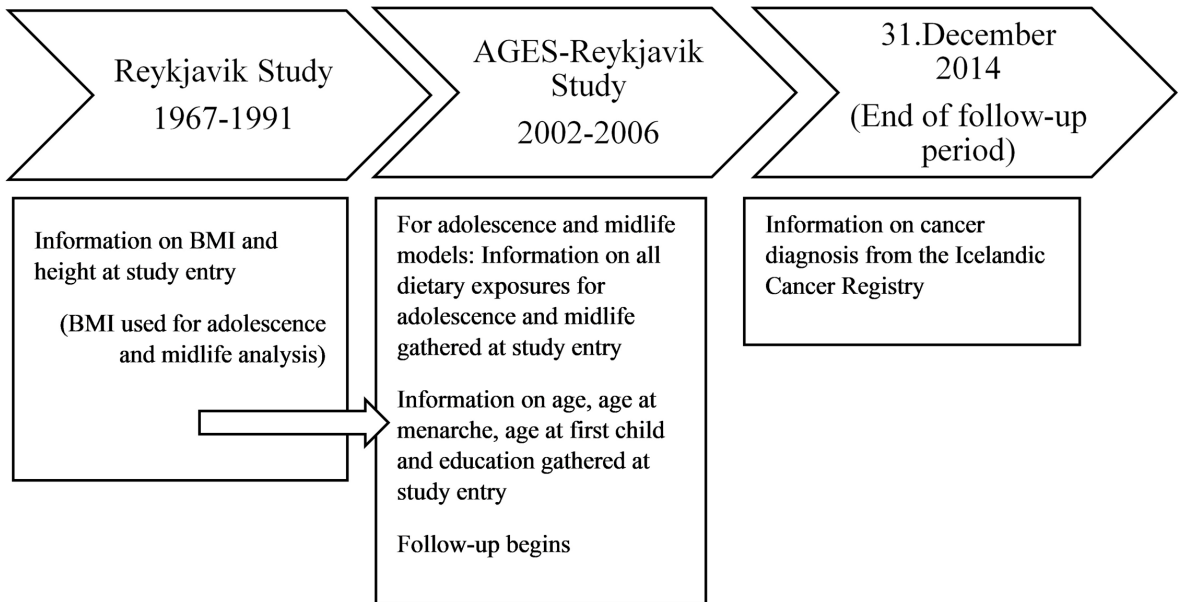 Reykjavik Study
1967-1991
AGES-Reykjavik
Study
2002-2006
31.December
2014
(End of follow-up
period)
Information on BMI and
height at study entry
(BMI used for adolescence
and midlife analysis)
For adolescence and midlife
models: Information on all
dietary exposures for
adolescence and midlife
gathered at study entry
Information on age, age at
menarche, age at first child
and education gathered at
study entry
Follow-up begins
Information on cancer
diagnosis from the Icelandic
Cancer Registry